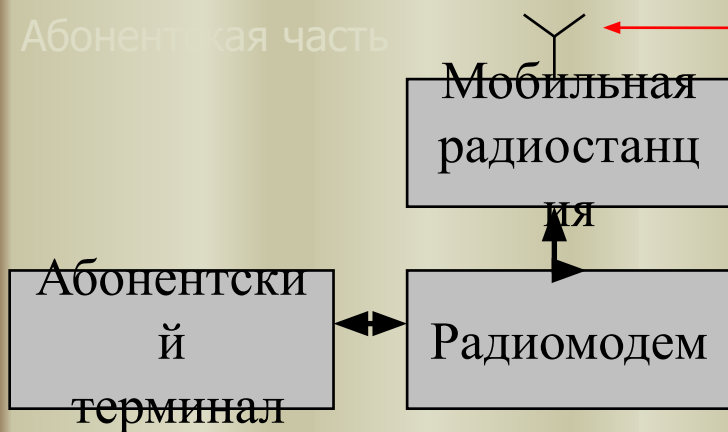 Абонентская часть
Мобильная
радиостанц
ия
Абонентски
й
терминал
Радиомодем